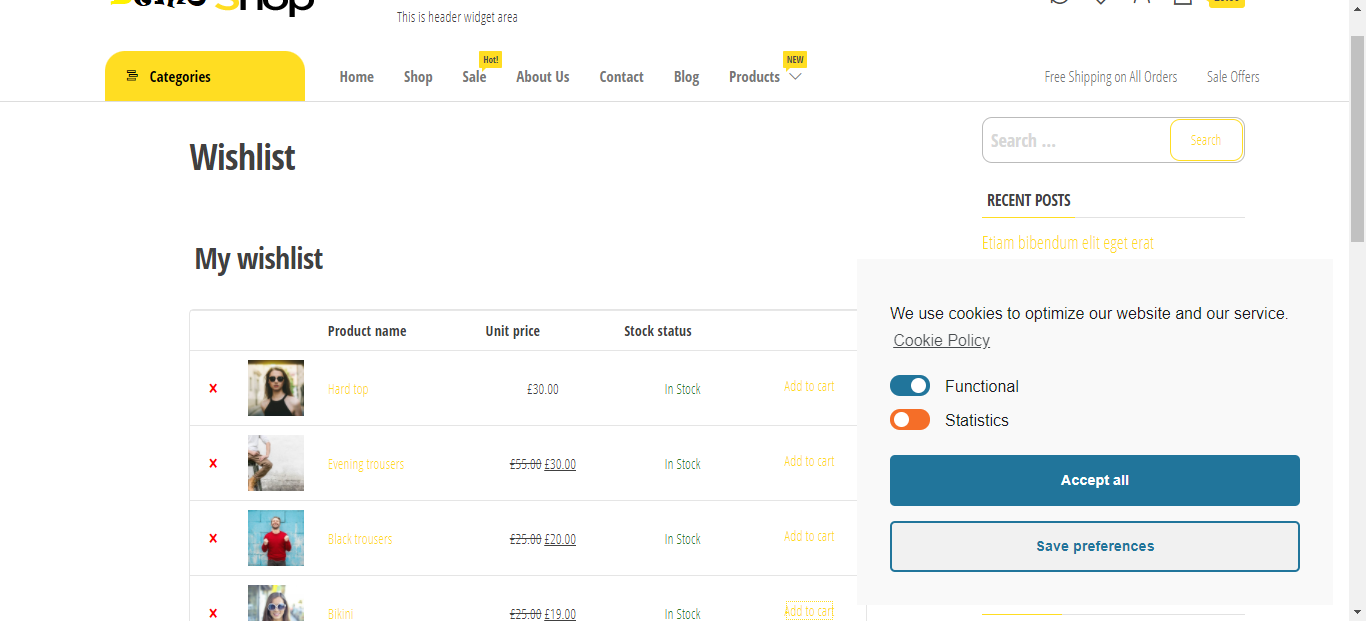 Shop
This is header widget area
Hot!
NEW
Categories
Home
Shop
Sale
About Us
Contact
Blog
Products
Free Shipping on All Orders
Sale Offers
Wishlist
Search ...
Search
RECENT POSTS
Etiam bibendum elit eget erat
My wishlist
Product name Unit price Stock status
x Hard top £30.00 In Stock Add to cart
x Evening trousers £55.00 £30.00 In Stock Add to cart
x Black trousers £25.00 £20.00 In Stock Add to cart
x Bikini £25.00 £19.00 In Stock Add to cart
We use cookies to optimize our website and our service.
Cookie Policy
Functional
Statistics
Accept all
Save preferences